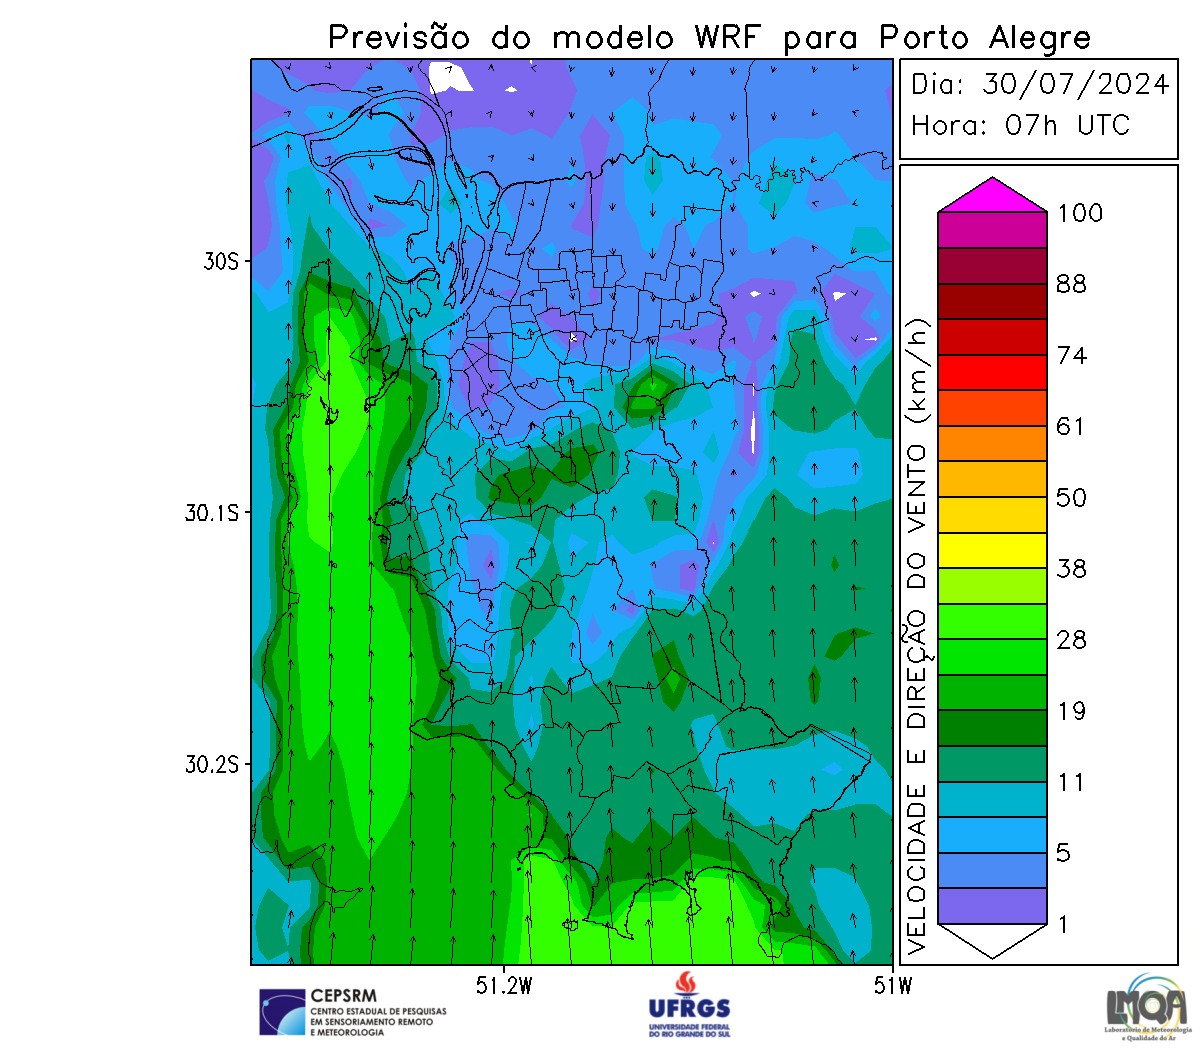 Previsão do modelo WRF para Porto Alegre
Dia: 30/07/2024
Hora: 07h UTC
100
88
74
61
50
38
28
19
11
5
1
VELOCIDADE E DIREÇÃO DO VENTO (km/h)
30S
30.1S
30.2S
51.2W
51W
CEPSRM
CENTRO ESTADUAL DE PESQUISAS
EM SENSORIAMENTO REMOTO
E METEOROLOGIA
UFRGS
UNIVERSIDADE FEDERAL
DO RIO GRANDE DO SUL
LMQA
Laboratório de Meteorologia
e Qualidade do Ar